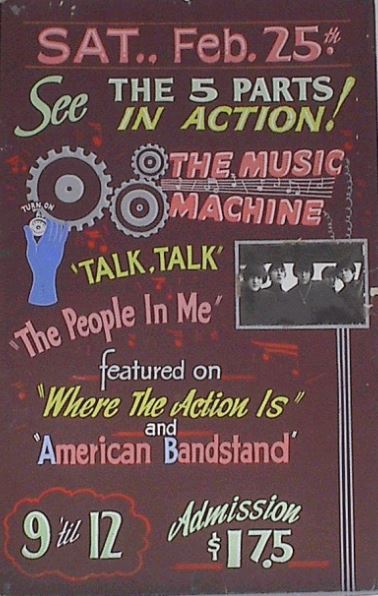 SAT., Feb. 25th
See THE 5 PARTS
IN ACTION!
THE MUSIC
MACHINE
TURN ON
"TALK, TALK"
"The People In Me"
featured on
"Where The Action Is"
and
"American Bandstand"
9 'til 12
Admission
$1.75